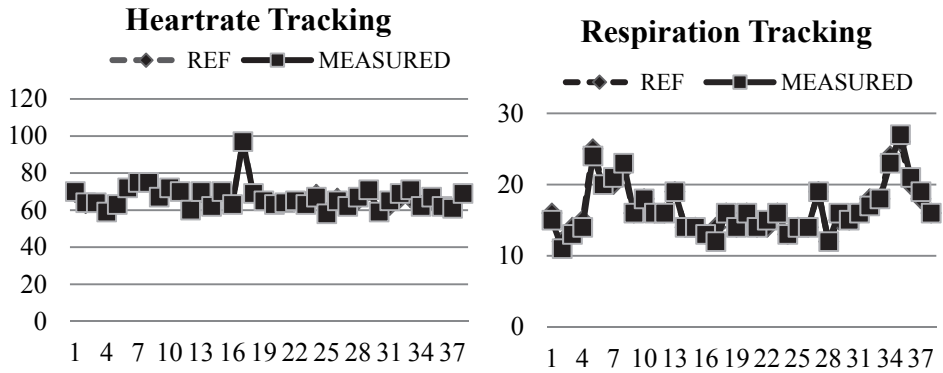 Heartrate Tracking
REF MEASURED
120
100
80
60
40
20
0
1 4 7 10 13 16 19 22 25 28 31 34 37
Respiration Tracking
REF MEASURED
30
20
10
0
1 4 7 10 13 16 19 22 25 28 31 34 37